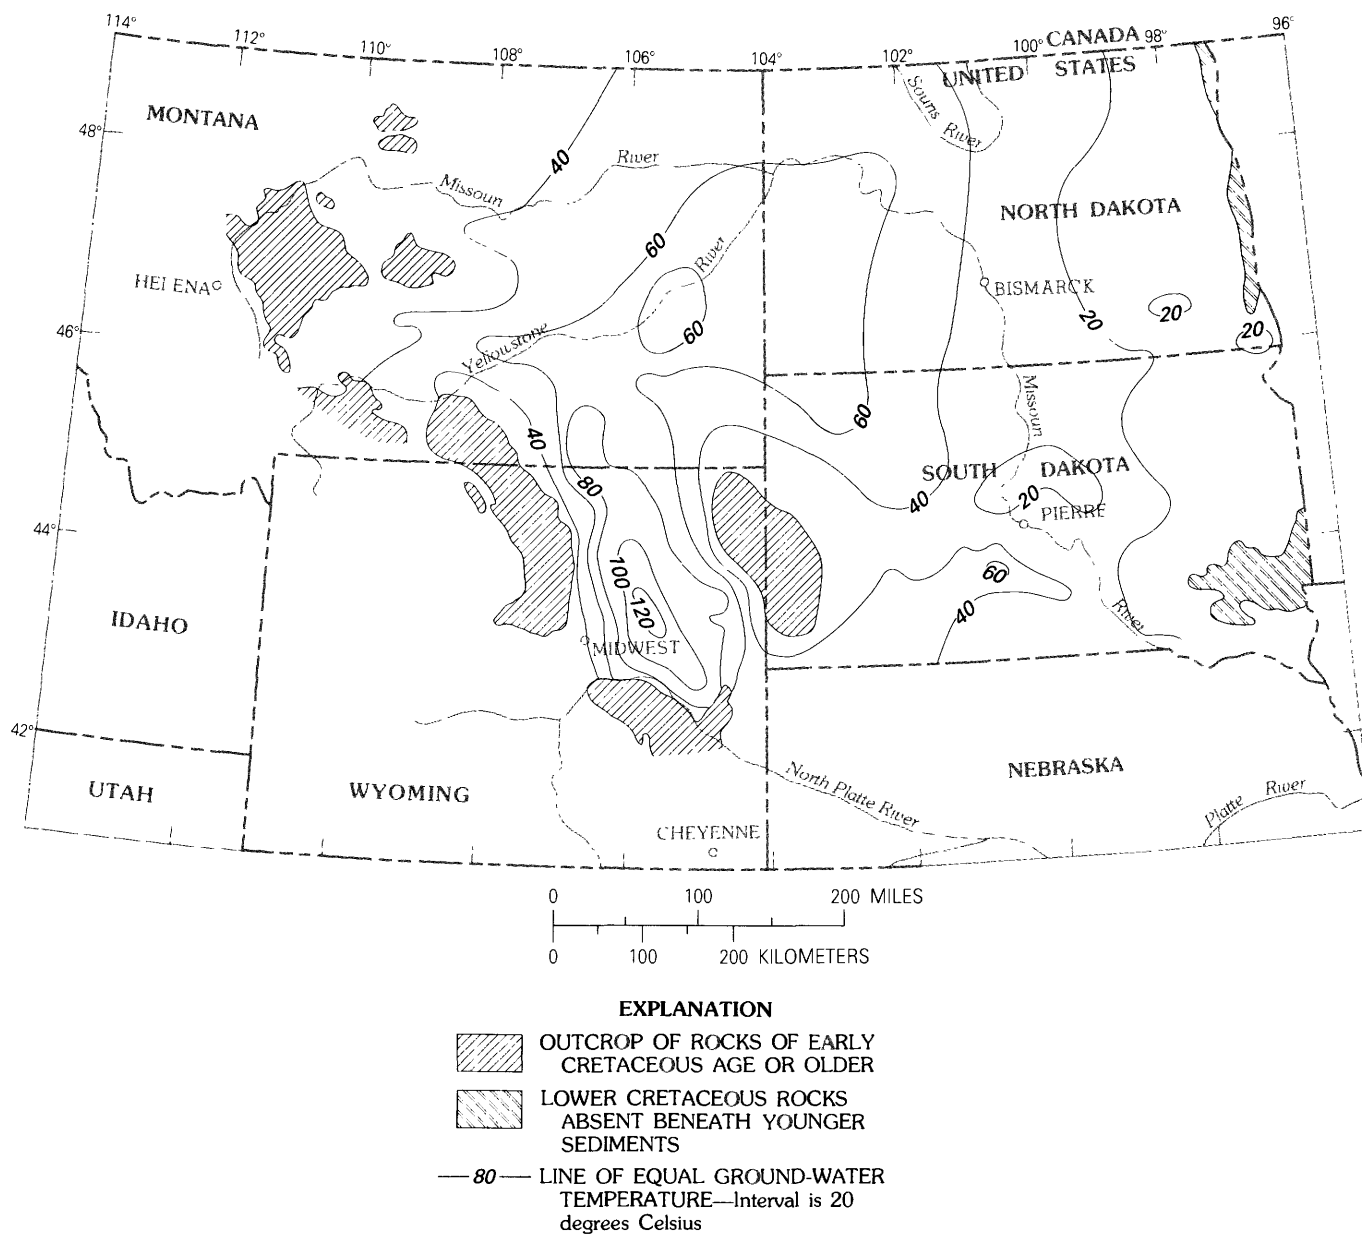 114°
112°
110°
108°
106°
104°
102°
100°
CANADA
98°
96°
UNITED STATES
Souris River
MONTANA
48°
40
River
Missouri
NORTH DAKOTA
60
River
HELENA
BISMARCK
60
20
20
20
46°
Yellowstone
Missouri
60
40
80
SOUTH DAKOTA
40
20
PIERRE
44°
100
120
60
40
River
IDAHO
MIDWEST
42°
UTAH
WYOMING
NEBRASKA
North Platte River
Platte River
CHEYENNE
0 100 200 MILES
0 100 200 KILOMETERS
EXPLANATION
OUTCROP OF ROCKS OF EARLY
CRETACEOUS AGE OR OLDER
LOWER CRETACEOUS ROCKS
ABSENT BENEATH YOUNGER
SEDIMENTS
80 LINE OF EQUAL GROUND-WATER
TEMPERATURE—Interval is 20
degrees Celsius